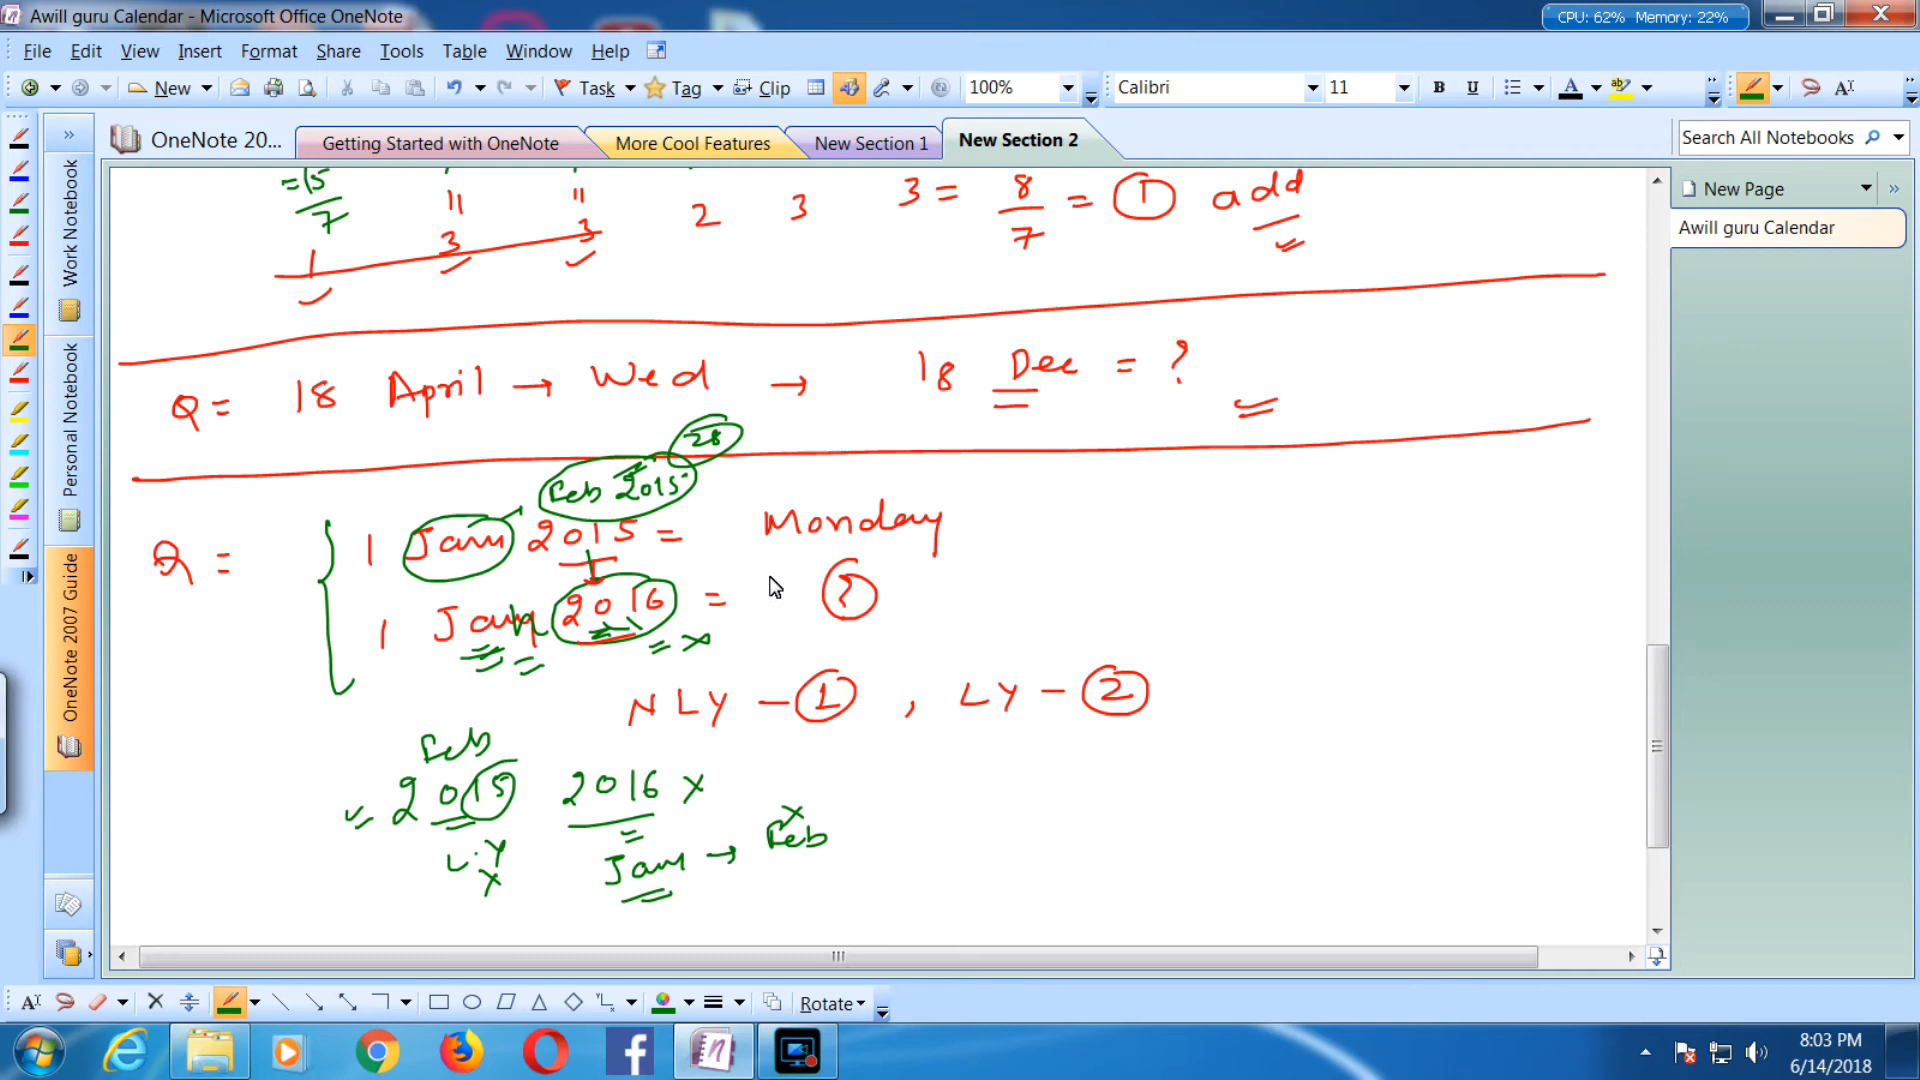 Awill guru Calendar - Microsoft Office OneNote
CPU: 62% Memory: 22%
File Edit View Insert Format Share Tools Table Window Help
New Task Tag Clip 100% Calibri 11 B U A ab
OneNote 20... Getting Started with OneNote More Cool Features New Section 1 New Section 2
Search All Notebooks
New Page
Awill guru Calendar
Work Notebook
Personal Notebook
OneNote 2007 Guide
=15 11 11 2 3 3 = 8 = 1 add
7 3 3 7
1
Q = 18 April → Wed → 18 Dec = ?
28
Feb 2015
Q = 1 Jan 2015 = Monday
1 Jan 2016 = ?
x
NLY - 1 , LY - 2
Feb
2015 2016 x
L.Y
x
Jan → Feb
x
Rotate
8:03 PM
6/14/2018